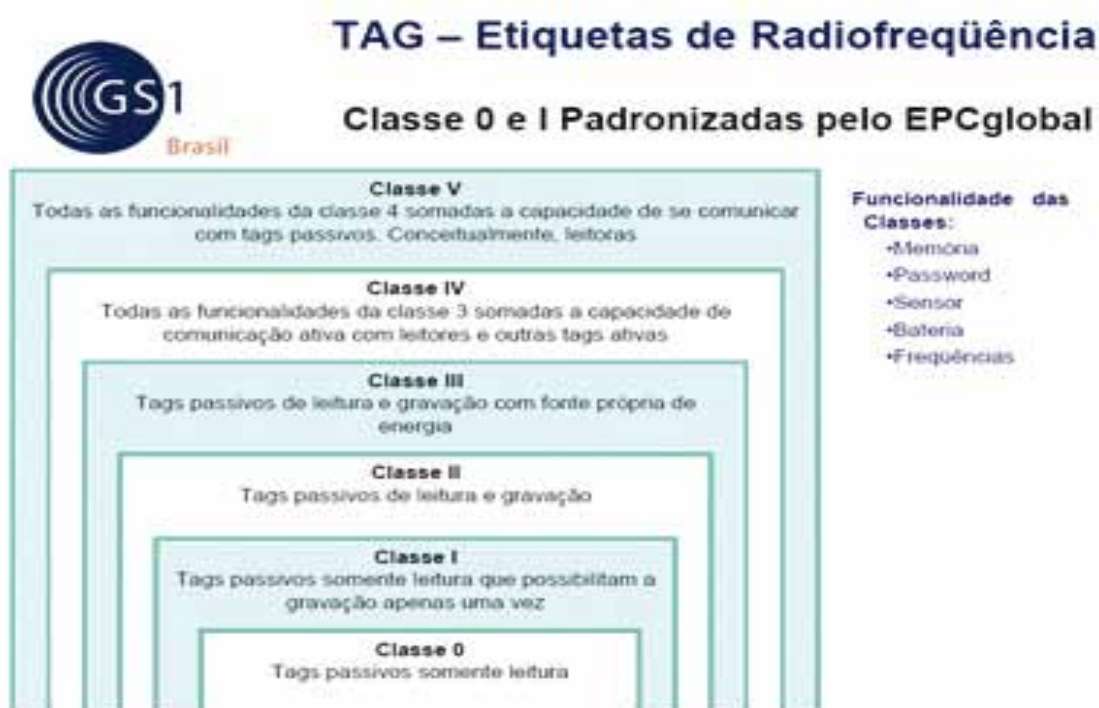 TAG – Etiquetas de Radiofreqüência
GS1
Brasil
Classe 0 e I Padronizadas pelo EPCglobal
Classe V
Todas as funcionalidades da classe 4 somadas a capacidade de se comunicar
com tags passivos. Conceitualmente, leitoras
Classe IV
Todas as funcionalidades da classe 3 somadas a capacidade de
comunicação ativa com leitores e outras tags ativas
Classe III
Tags passivos de leitura e gravação com fonte própria de
energia
Classe II
Tags passivos de leitura e gravação
Classe I
Tags passivos somente leitura que possibilitam a
gravação apenas uma vez
Classe 0
Tags passivos somente leitura
Funcionalidade das
Classes:
•Memória
•Password
•Sensor
•Bateria
•Freqüências